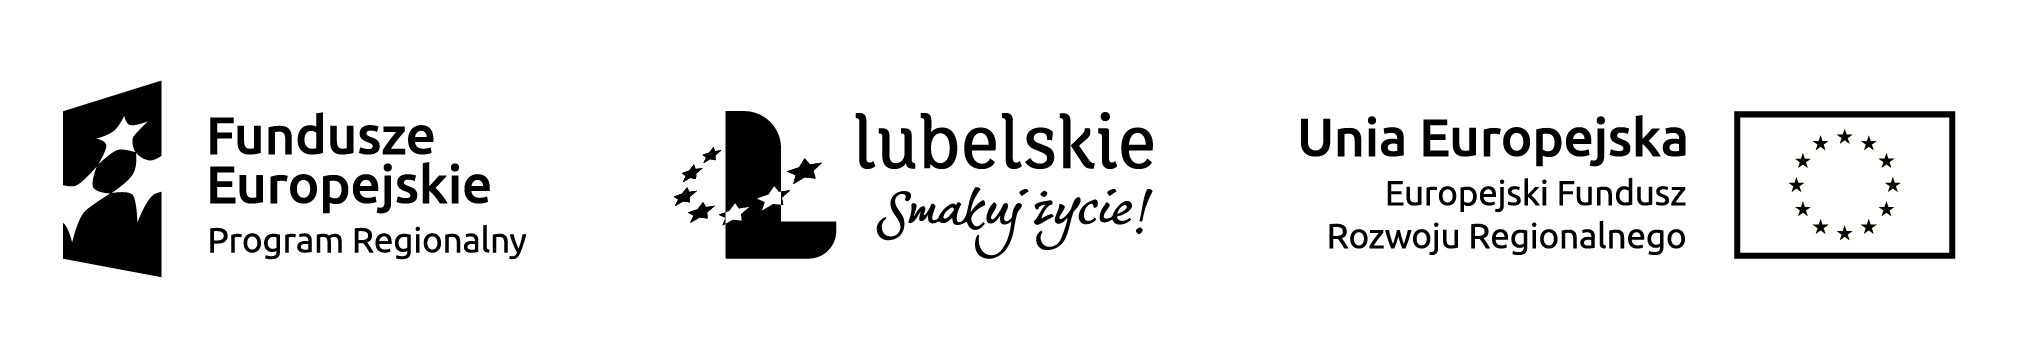 Fundusze
Europejskie
Program Regionalny
lubelskie
Smakuj życie!
Unia Europejska
Europejski Fundusz
Rozwoju Regionalnego